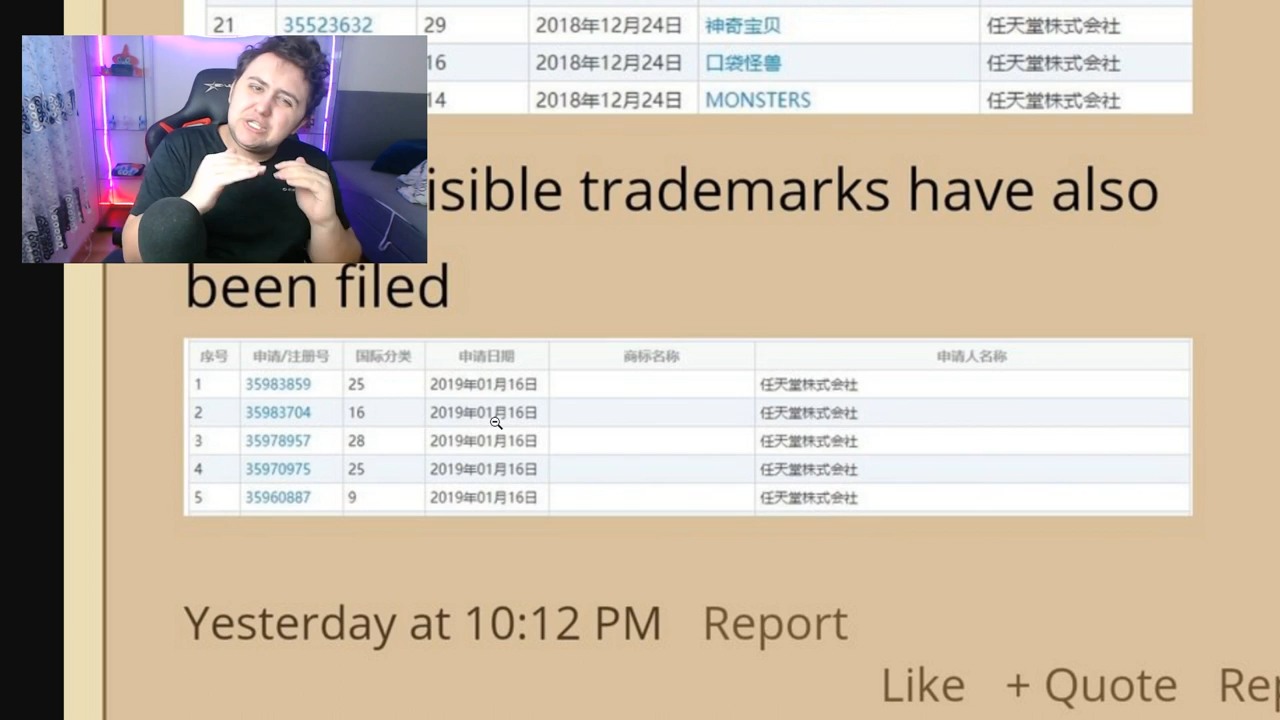 21 35523632 29 2018年12月24日 神奇宝贝 任天堂株式会社
16 2018年12月24日 口袋怪兽 任天堂株式会社
14 2018年12月24日 MONSTERS 任天堂株式会社
isible trademarks have also
been filed
序号 申请/注册号 国际分类 申请日期 商标名称 申请人名称
1 35983859 25 2019年01月16日 任天堂株式会社
2 35983704 16 2019年01月16日 任天堂株式会社
3 35978957 28 2019年01月16日 任天堂株式会社
4 35970975 25 2019年01月16日 任天堂株式会社
5 35960887 9 2019年01月16日 任天堂株式会社
Yesterday at 10:12 PM Report
Like + Quote Rep